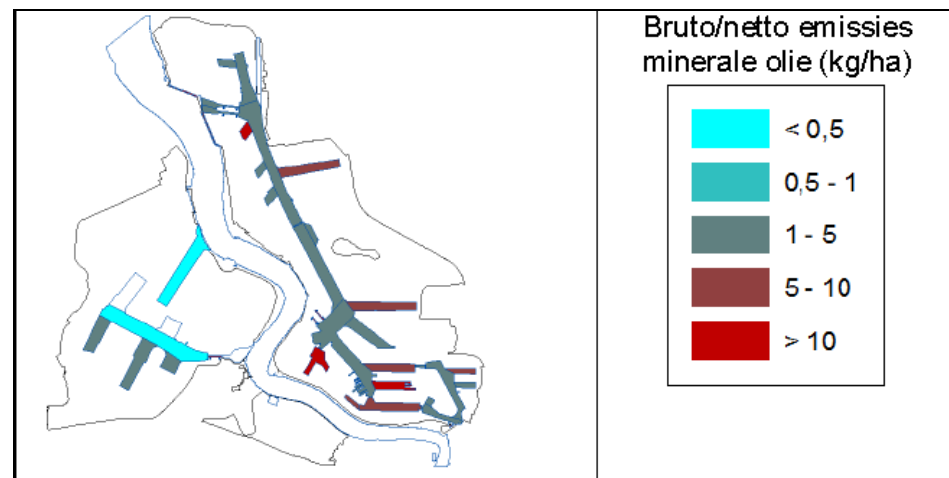 Bruto/netto emissies
minerale olie (kg/ha)
< 0,5
0,5 - 1
1 - 5
5 - 10
> 10